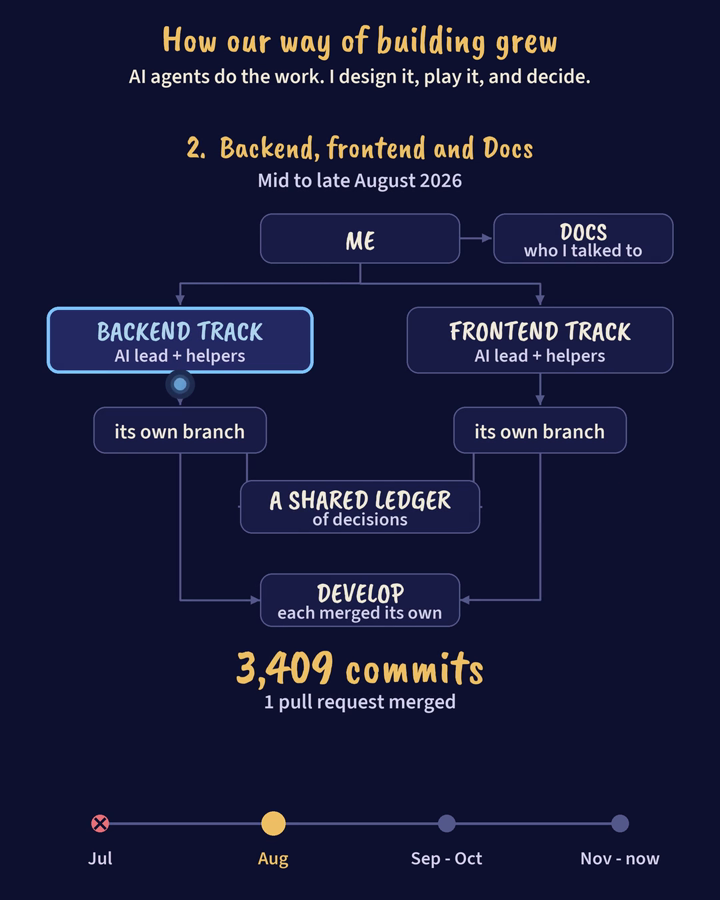 How our way of building grew
AI agents do the work. I design it, play it, and decide.
2. Backend, frontend and Docs
Mid to late August 2026
ME
DOCS
who I talked to
BACKEND TRACK
AI lead + helpers
FRONTEND TRACK
AI lead + helpers
its own branch
its own branch
A SHARED LEDGER
of decisions
DEVELOP
each merged its own
3,409 commits
1 pull request merged
Jul
Aug
Sep - Oct
Nov - now